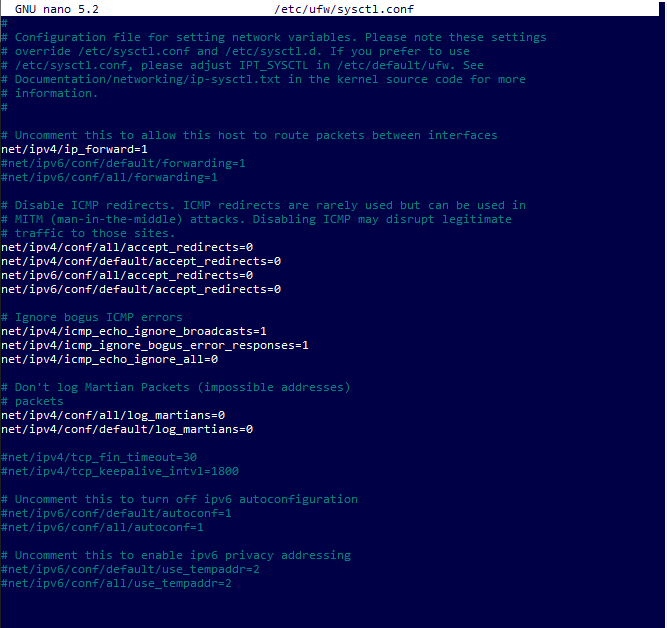 GNU nano 5.2 /etc/ufw/sysctl.conf
#
# Configuration file for setting network variables. Please note these settings
# override /etc/sysctl.conf and /etc/sysctl.d. If you prefer to use
# /etc/sysctl.conf, please adjust IPT_SYSCTL in /etc/default/ufw. See
# Documentation/networking/ip-sysctl.txt in the kernel source code for more
# information.
#
# Uncomment this to allow this host to route packets between interfaces
net/ipv4/ip_forward=1
#net/ipv6/conf/default/forwarding=1
#net/ipv6/conf/all/forwarding=1
# Disable ICMP redirects. ICMP redirects are rarely used but can be used in
# MITM (man-in-the-middle) attacks. Disabling ICMP may disrupt legitimate
# traffic to those sites.
net/ipv4/conf/all/accept_redirects=0
net/ipv4/conf/default/accept_redirects=0
net/ipv6/conf/all/accept_redirects=0
net/ipv6/conf/default/accept_redirects=0
# Ignore bogus ICMP errors
net/ipv4/icmp_echo_ignore_broadcasts=1
net/ipv4/icmp_ignore_bogus_error_responses=1
net/ipv4/icmp_echo_ignore_all=0
# Don't log Martian Packets (impossible addresses)
# packets
net/ipv4/conf/all/log_martians=0
net/ipv4/conf/default/log_martians=0
#net/ipv4/tcp_fin_timeout=30
#net/ipv4/tcp_keepalive_intvl=1800
# Uncomment this to turn off ipv6 autoconfiguration
#net/ipv6/conf/default/autoconf=1
#net/ipv6/conf/all/autoconf=1
# Uncomment this to enable ipv6 privacy addressing
#net/ipv6/conf/default/use_tempaddr=2
#net/ipv6/conf/all/use_tempaddr=2